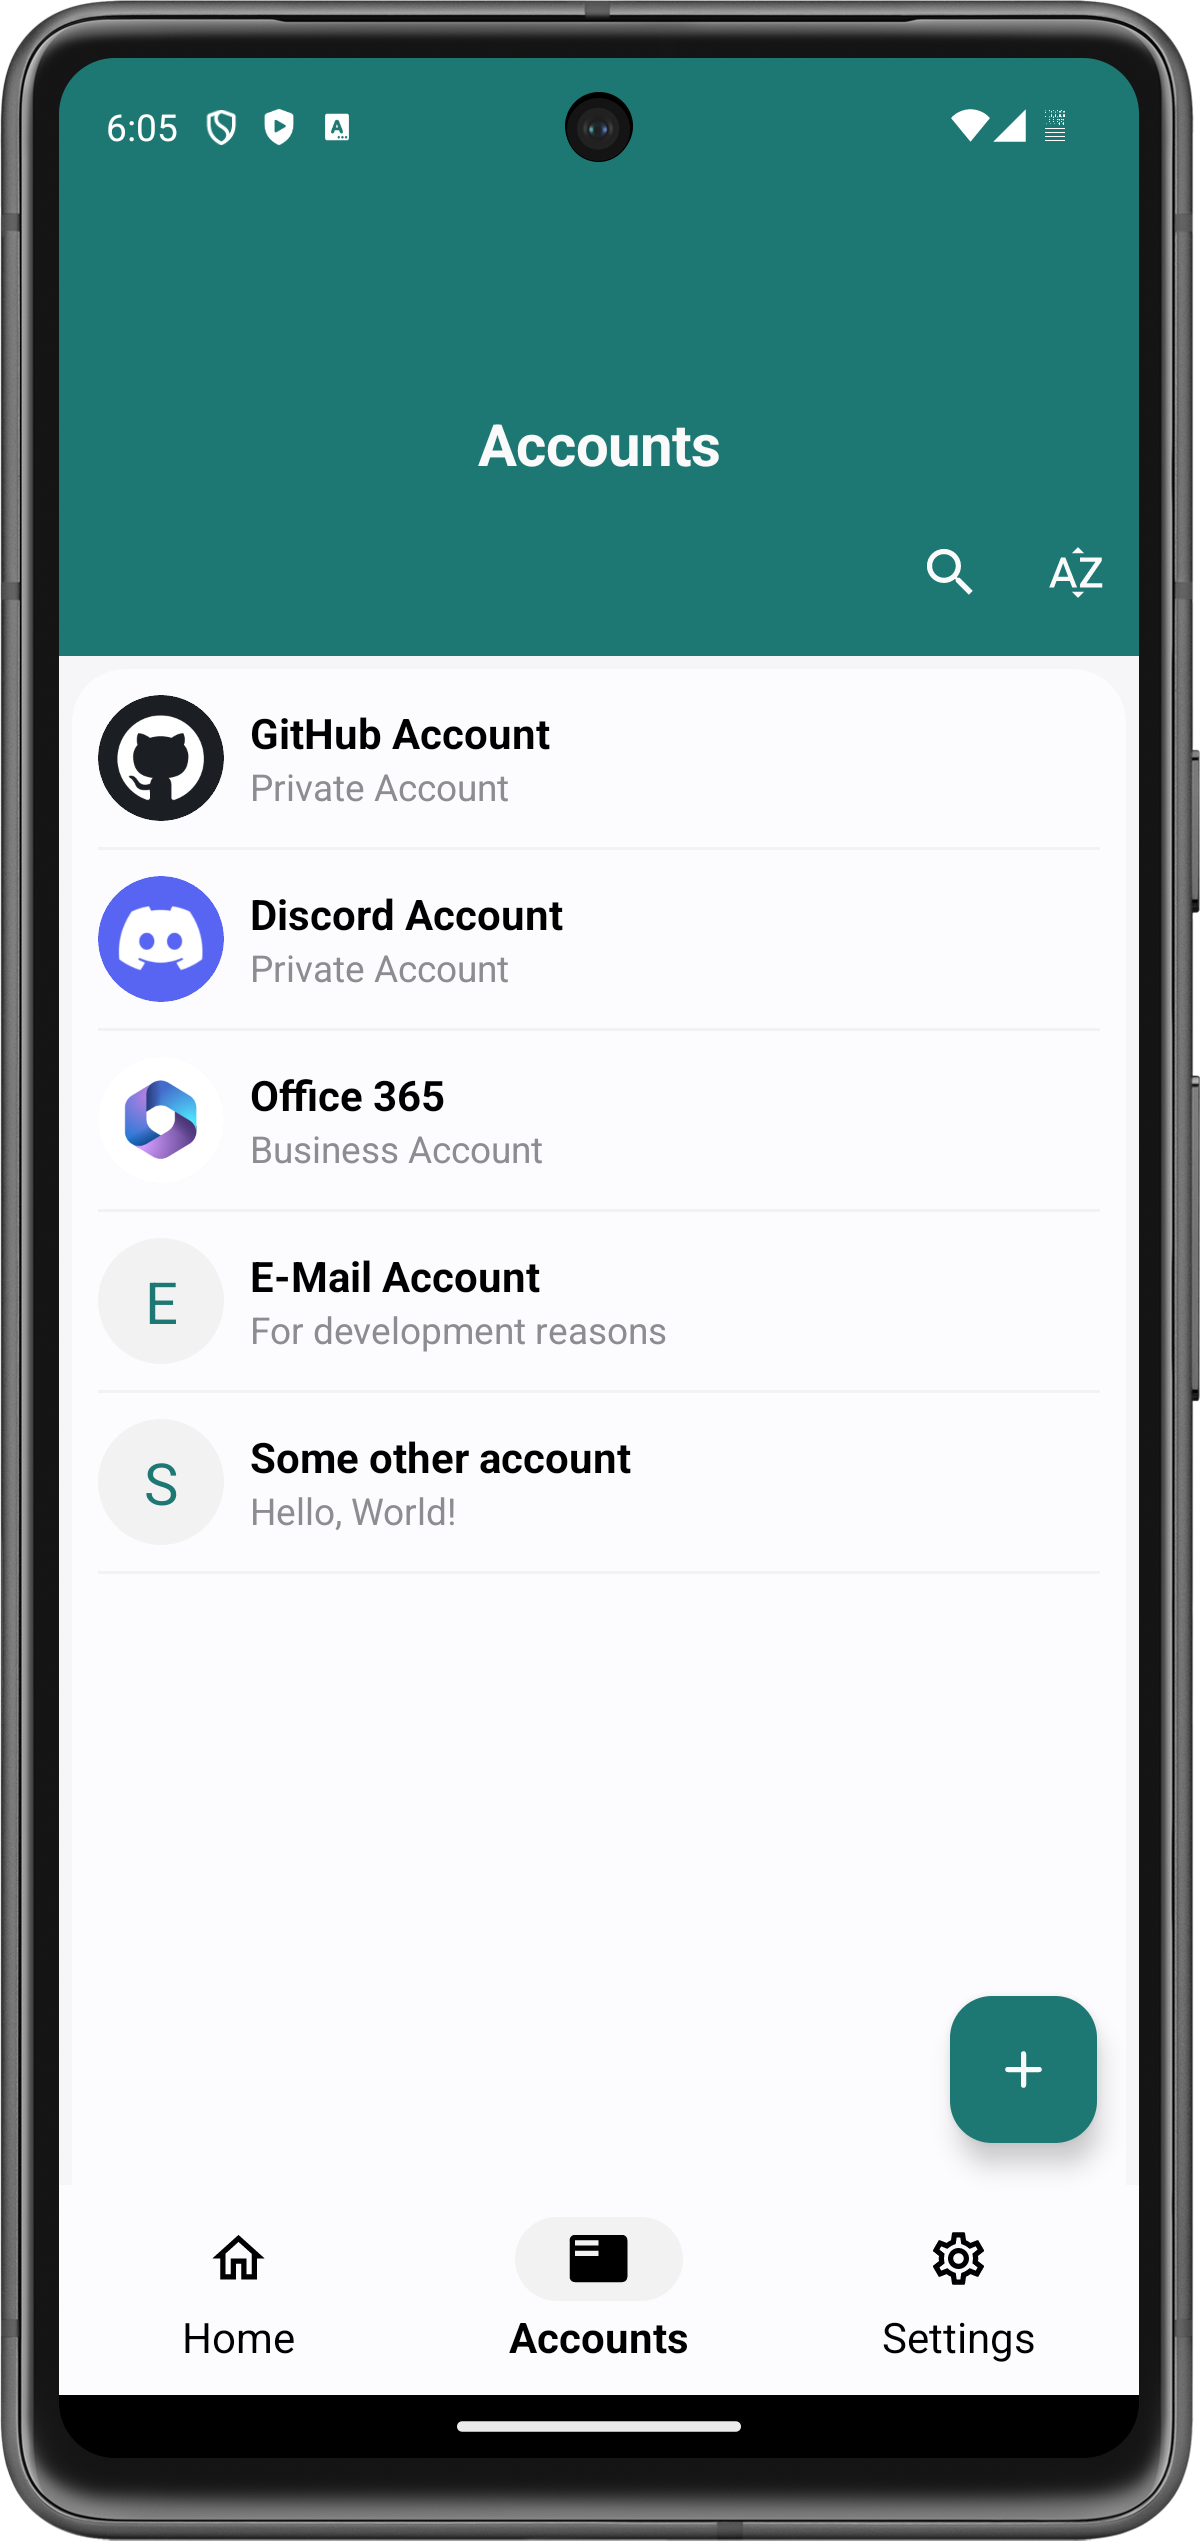 6:05
Accounts
AZ
GitHub Account
Private Account
Discord Account
Private Account
Office 365
Business Account
E
E-Mail Account
For development reasons
S
Some other account
Hello, World!
Home
Accounts
Settings